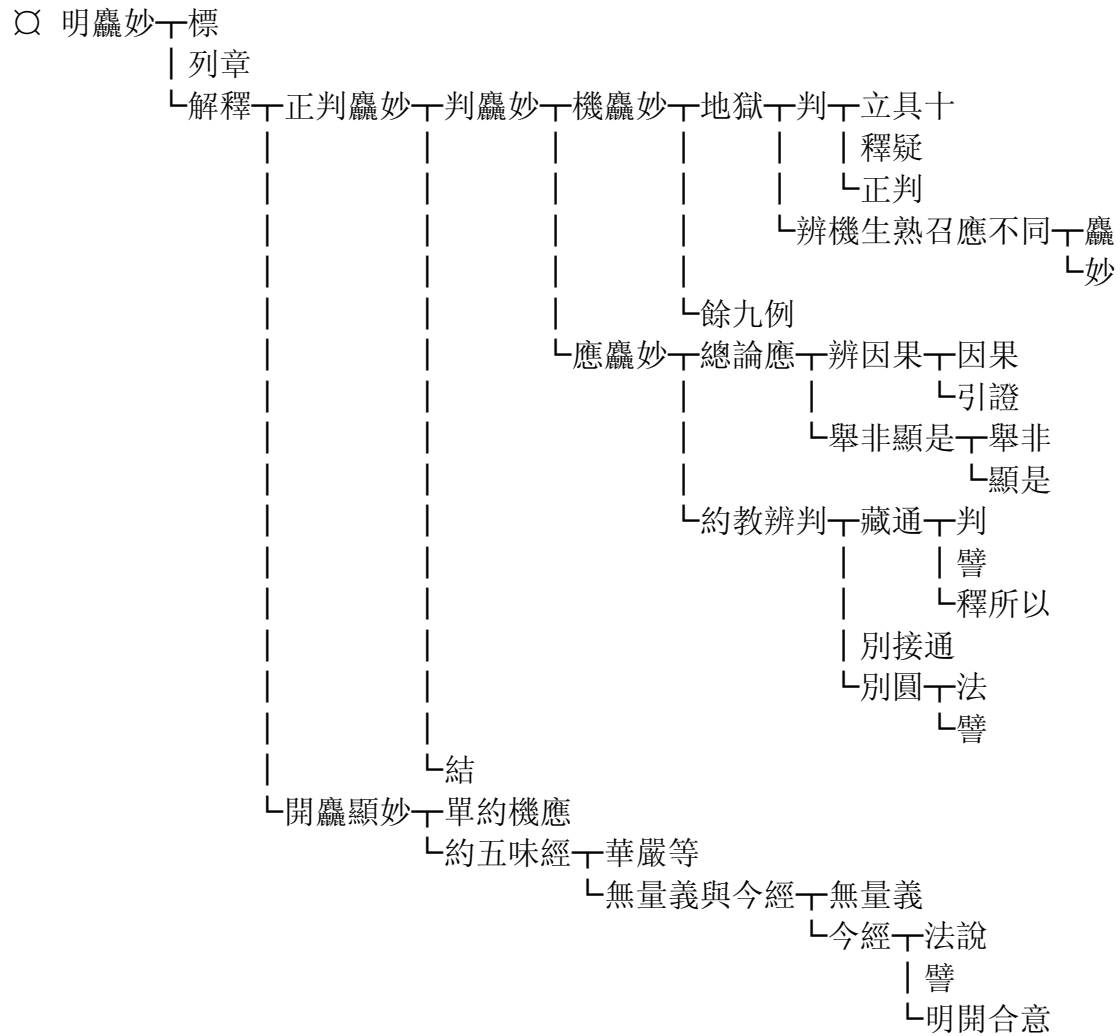 ¤ 明麤妙┬標
│列章
└解釋┬正判麤妙┬判麤妙┬機麤妙┬地獄┬判┬立具十
│ │ │ │ │ │釋疑
│ │ │ │ │ └正判
│ │ │ │ └辨機生熟召應不同┬麤
│ │ │ │ └妙
│ │ │ └餘九例
│ │ └應麤妙┬總論應┬辨因果┬因果
│ │ │ │ └引證
│ │ │ └舉非顯是┬舉非
│ │ │ └顯是
│ │ └約教辨判┬藏通┬判
│ │ │ │譬
│ │ │ └釋所以
│ │ │別接通
│ │ └別圓┬法
│ │ └譬
│ └結
└開麤顯妙┬單約機應
└約五味經┬華嚴等
└無量義與今經┬無量義
└今經┬法說
│譬
└明開合意